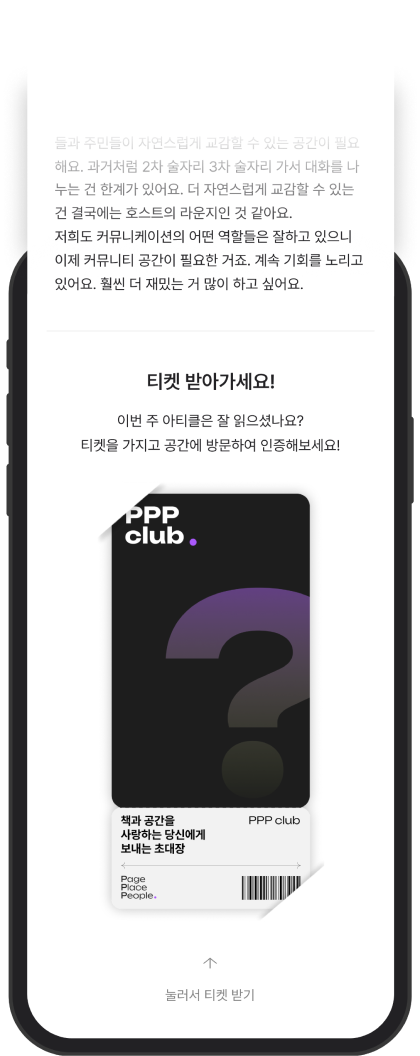 들과 주민들이 자연스럽게 교감할 수 있는 공간이 필요
해요. 과거처럼 2차 술자리 3차 술자리 가서 대화를 나
누는 건 한계가 있어요. 더 자연스럽게 교감할 수 있는
건 결국에는 호스트의 라운지인 것 같아요.
저희도 커뮤니케이션의 어떤 역할들은 잘하고 있으니
이제 커뮤니티 공간이 필요한 거죠. 계속 기회를 노리고
있어요. 훨씬 더 재밌는 거 많이 하고 싶어요.
티켓 받아가세요!
이번 주 아티클은 잘 읽으셨나요?
티켓을 가지고 공간에 방문하여 인증해보세요!
PPP
club.
?
책과 공간을
사랑하는 당신에게
보내는 초대장
PPP club
Page
Place
People.
눌러서 티켓 받기